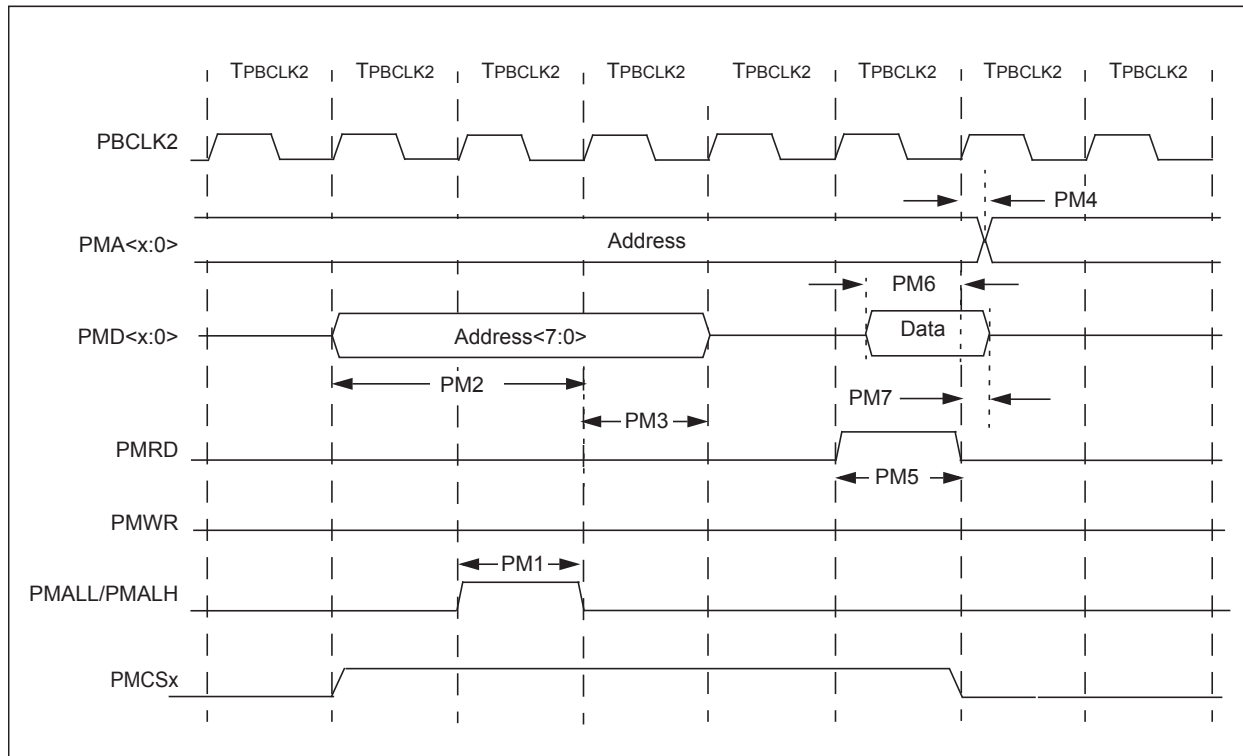 TPBCLK2 TPBCLK2 TPBCLK2 TPBCLK2 TPBCLK2 TPBCLK2 TPBCLK2 TPBCLK2
PBCLK2
PM4
PMA<x:0>
Address
PM6
PMD<x:0>
Address<7:0>
Data
PM2
PM7
PM3
PMRD
PM5
PMWR
PM1
PMALL/PMALH
PMCSx